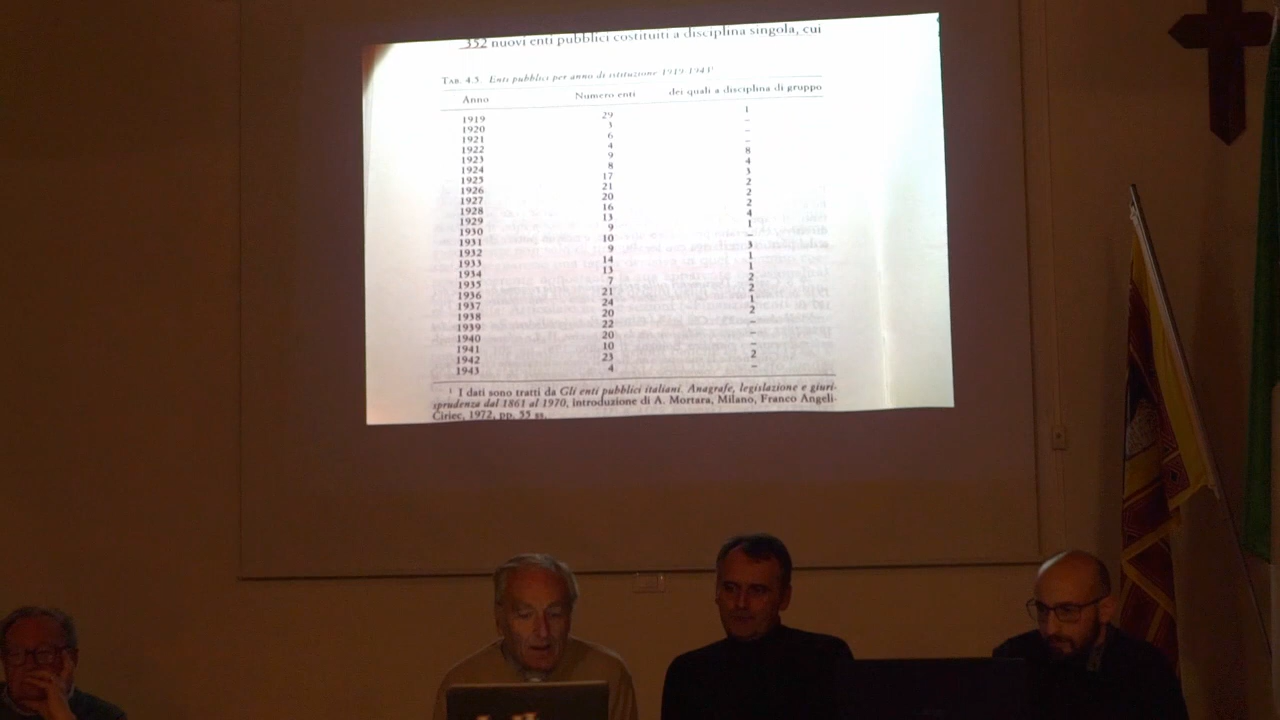 352 nuovi enti pubblici costituiti a disciplina singola, cui
TAB. 4.5. Enti pubblici per anno di istituzione 1919-1943¹
Anno Numero enti dei quali a disciplina di gruppo
1919 29 1
1920 3 –
1921 6 –
1922 4 –
1923 9 8
1924 8 4
1925 17 3
1926 21 2
1927 20 2
1928 16 2
1929 13 4
1930 9 1
1931 10 –
1932 9 3
1933 14 1
1934 13 1
1935 7 2
1936 21 2
1937 24 1
1938 20 2
1939 22 –
1940 20 –
1941 10 –
1942 23 2
1943 4 –
¹ I dati sono tratti da Gli enti pubblici italiani. Anagrafe, legislazione e giuri-
sprudenza dal 1861 al 1970, introduzione di A. Mortara, Milano, Franco Angeli-
Ciriec, 1972, pp. 55 ss.